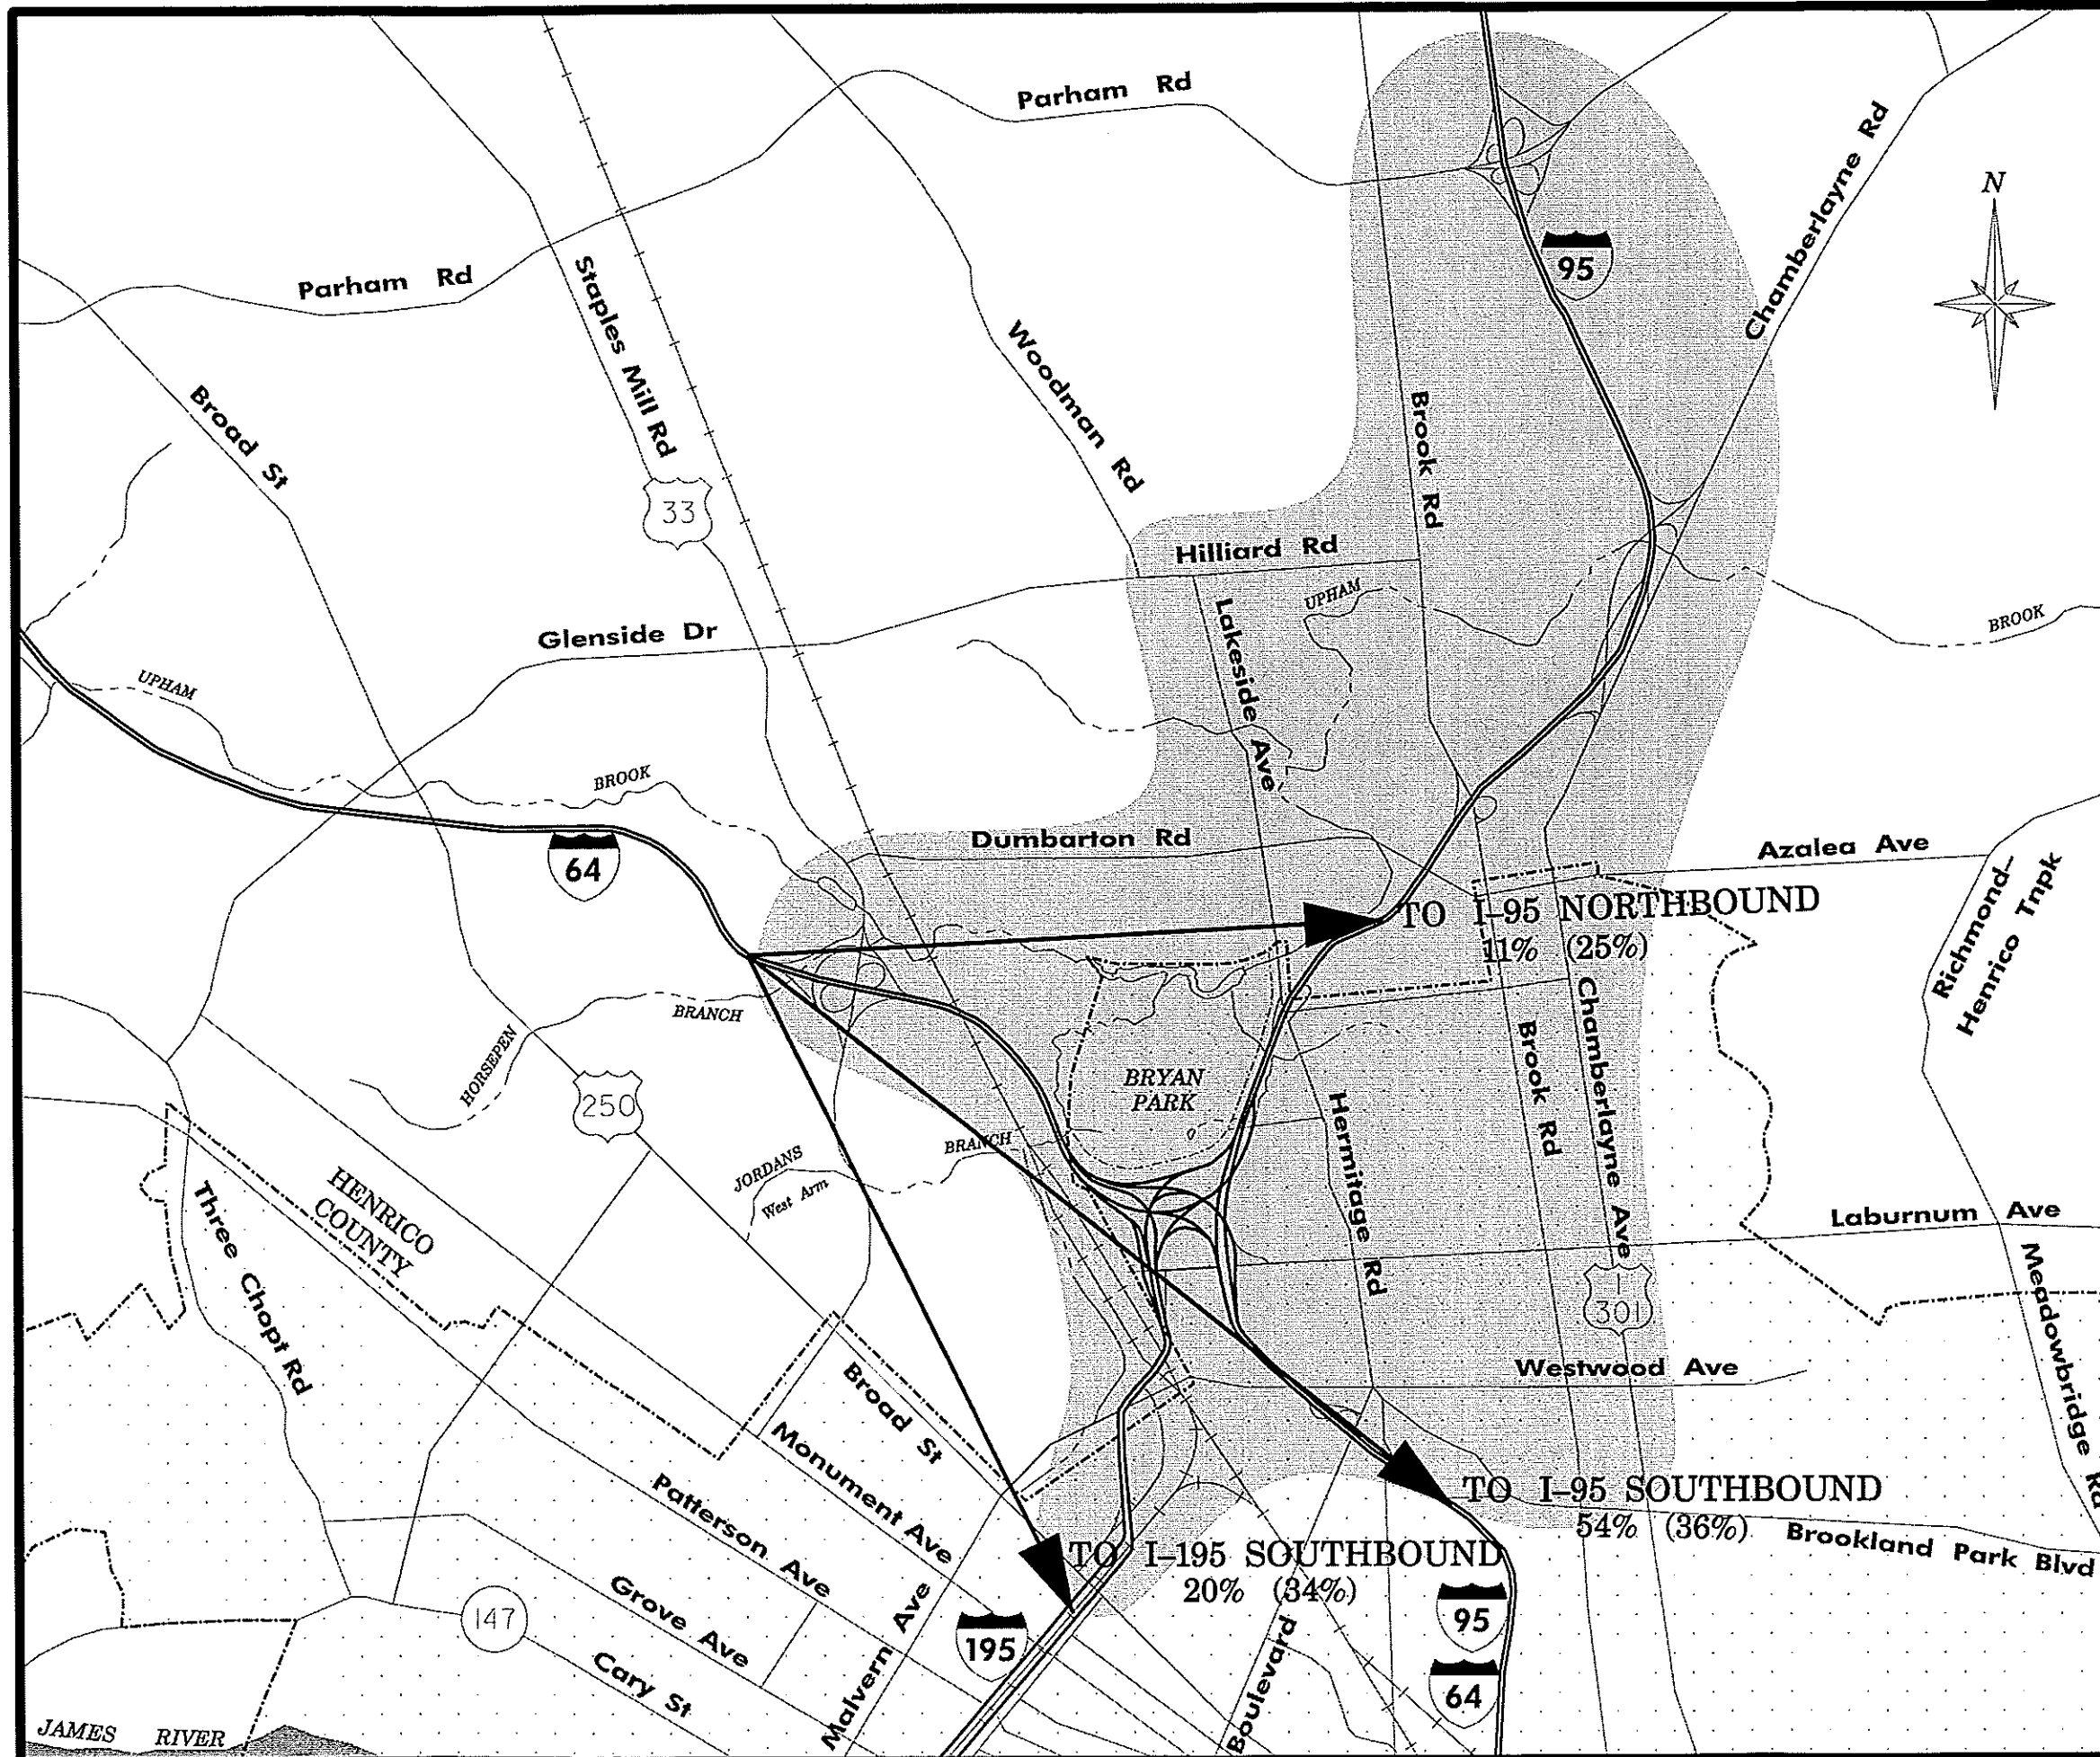 Parham Rd
N
Chamberlayne Rd
95
Parham Rd
Staples Mill Rd
Woodman Rd
Broad St
Brook Rd
33
Hilliard Rd
UPHAM
BROOK
Glenside Dr
Lakeside Ave
UPHAM
BROOK
64
Dumbarton Rd
Azalea Ave
Richmond-
Henrico Tnpk
TO I-95 NORTHBOUND
11% (25%)
BRANCH
HORSEPEN
250
BRYAN
PARK
Brook Rd
Chamberlayne Ave
Hermitage Rd
BRANCH
JORDANS
West Arm
HENRICO
COUNTY
Three Chopt Rd
Laburnum Ave
1
301
Meadowbridge Rd
Westwood Ave
Broad St
Monument Ave
Patterson Ave
TO I-95 SOUTHBOUND
54% (36%)
Brookland Park Blvd
TO I-195 SOUTHBOUND
20% (34%)
Grove Ave
147
Cary St
Malvern Ave
195
95
64
Boulevard
JAMES RIVER